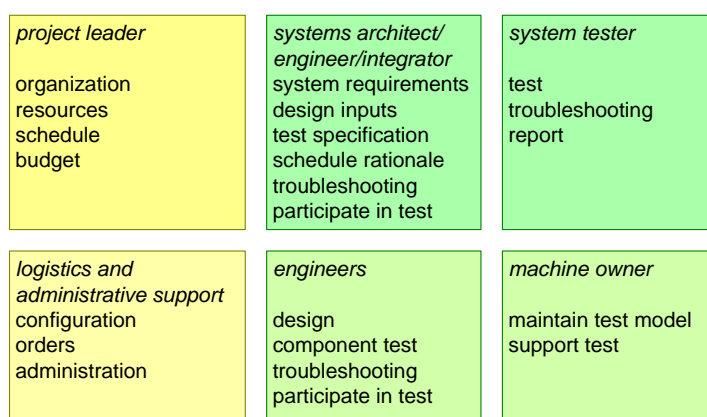 project leader
organization
resources
schedule
budget
systems architect/
engineer/integrator
system requirements
design inputs
test specification
schedule rationale
troubleshooting
participate in test
system tester
test
troubleshooting
report
logistics and
administrative support
configuration
orders
administration
engineers
design
component test
troubleshooting
participate in test
machine owner
maintain test model
support test